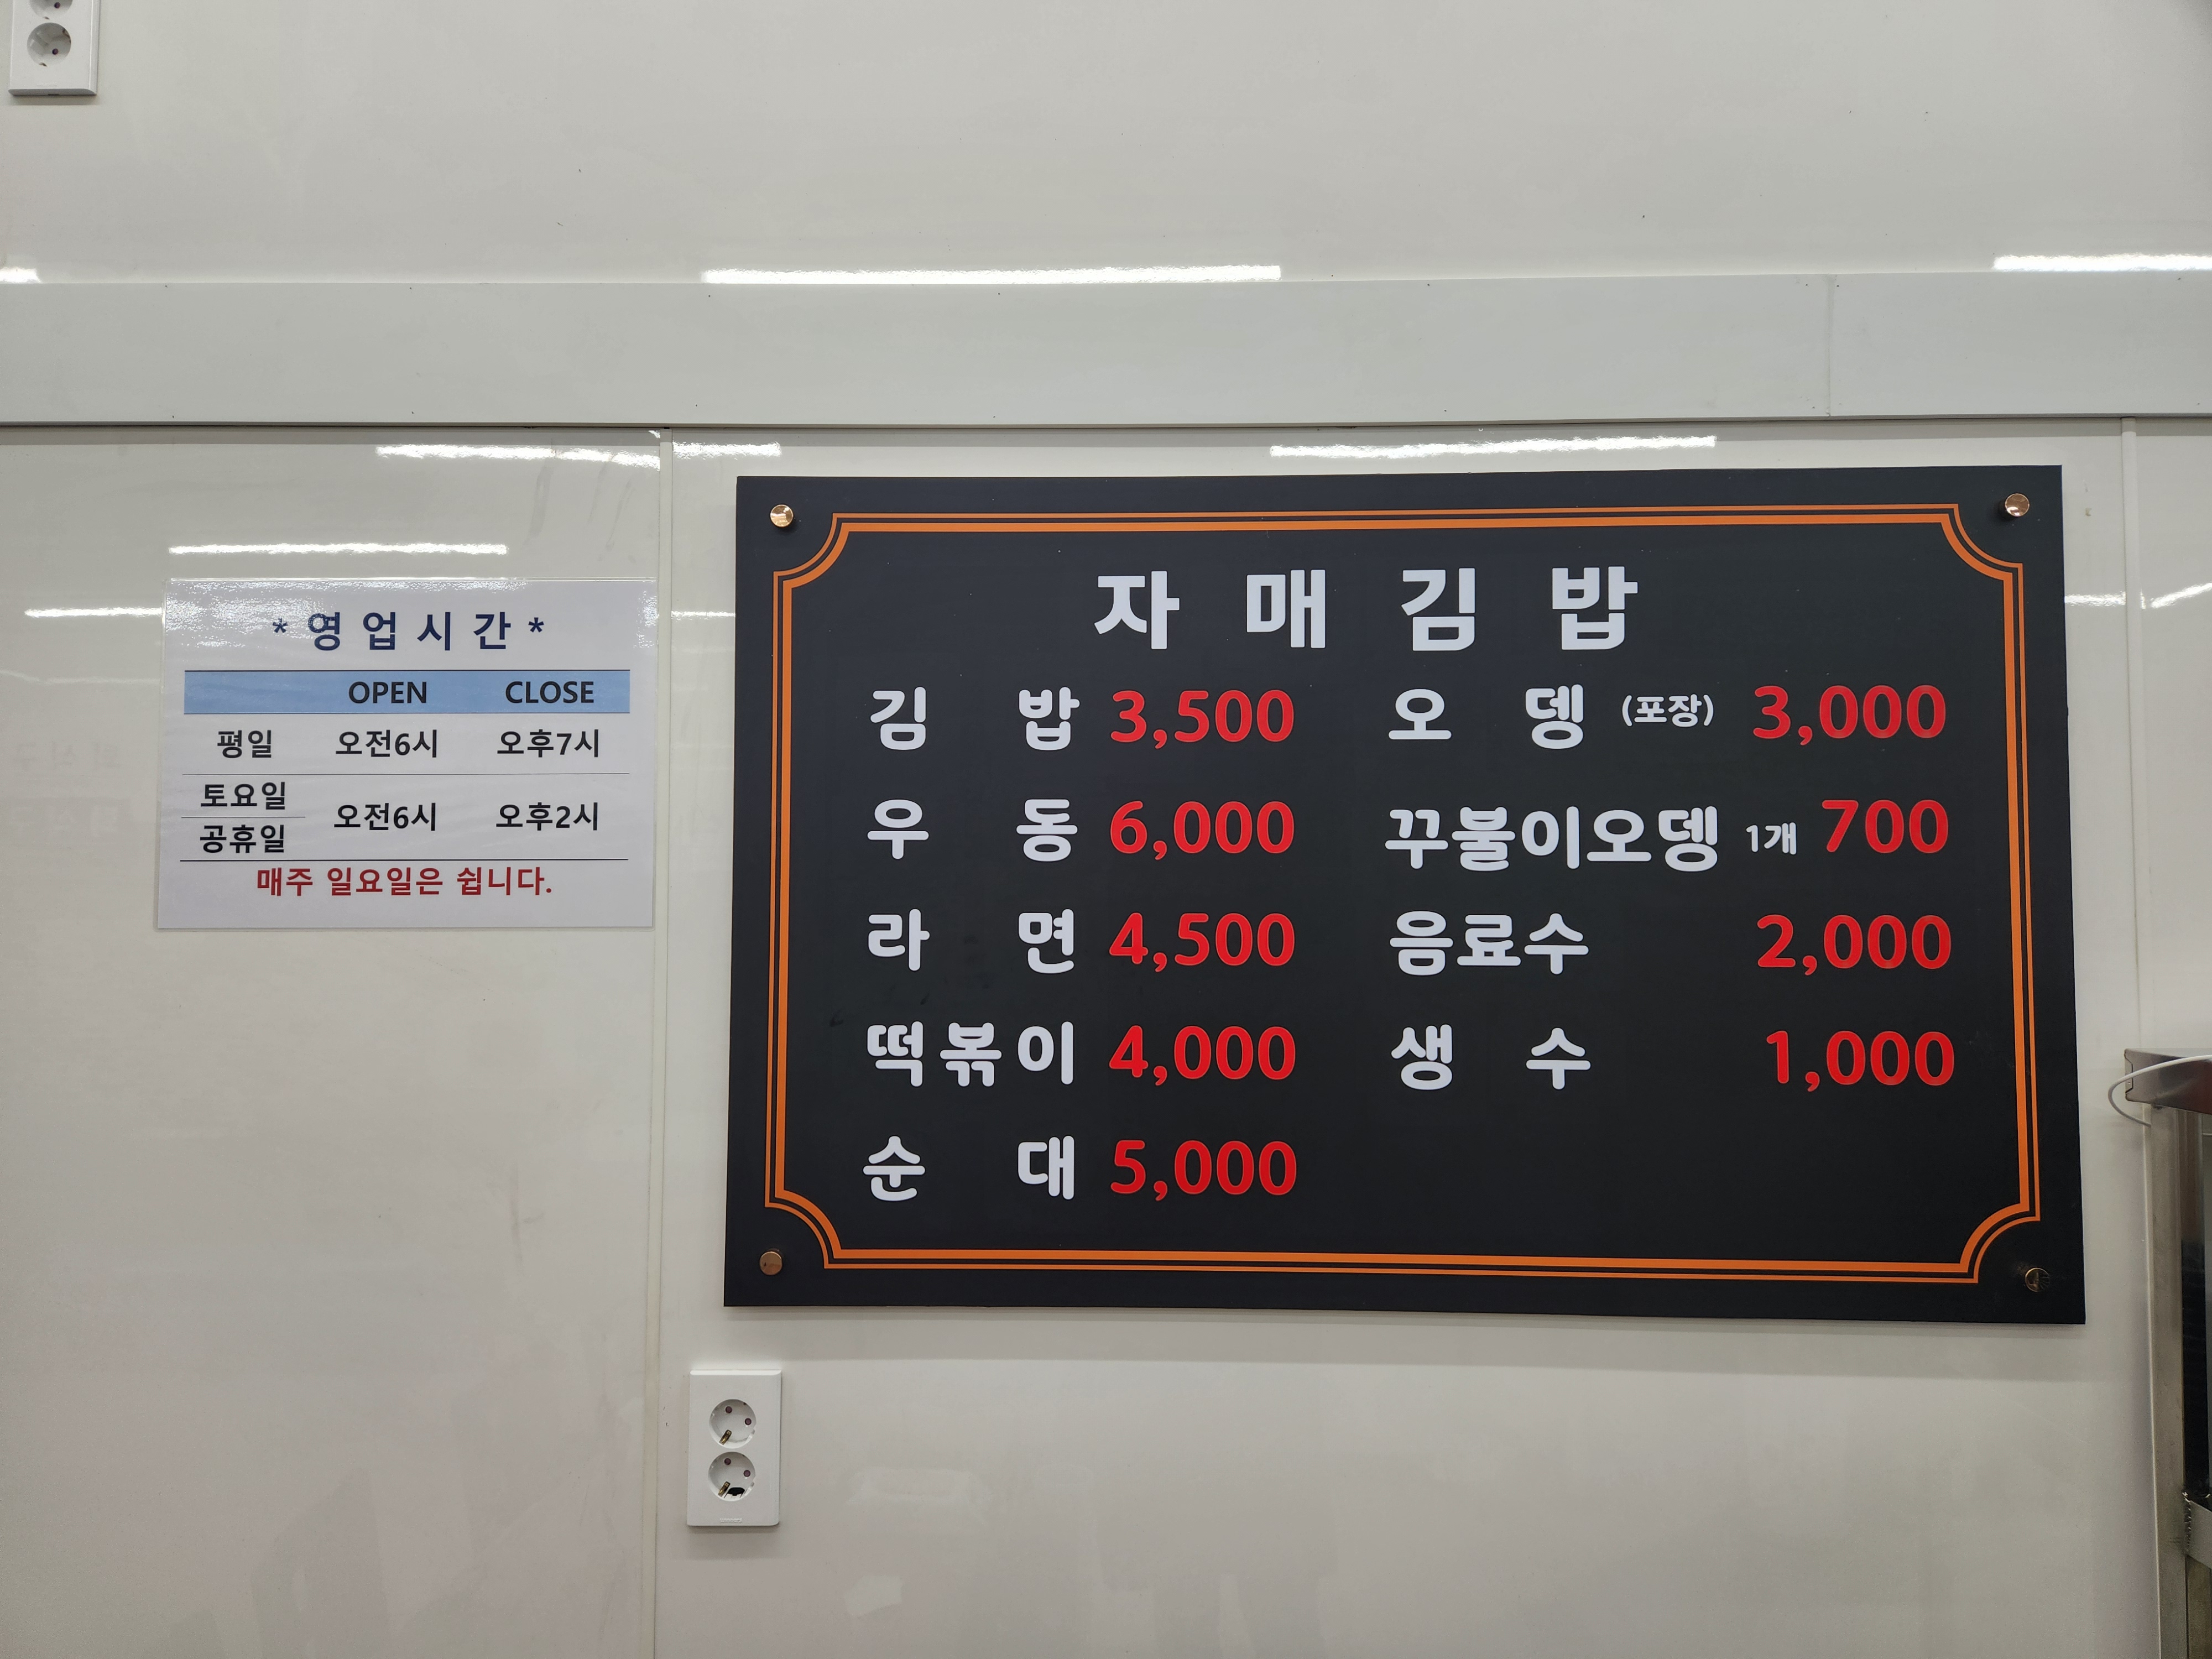 * 영 업 시 간 *
OPEN CLOSE
평일 오전6시 오후7시
토요일
오전6시 오후2시
공휴일
매주 일요일은 쉽니다.
자 매 김 밥
김 밥 3,500 오 뎅 (포장) 3,000
우 동 6,000 꾸불이오뎅 1개 700
라 면 4,500 음료수 2,000
떡볶이 4,000 생 수 1,000
순 대 5,000